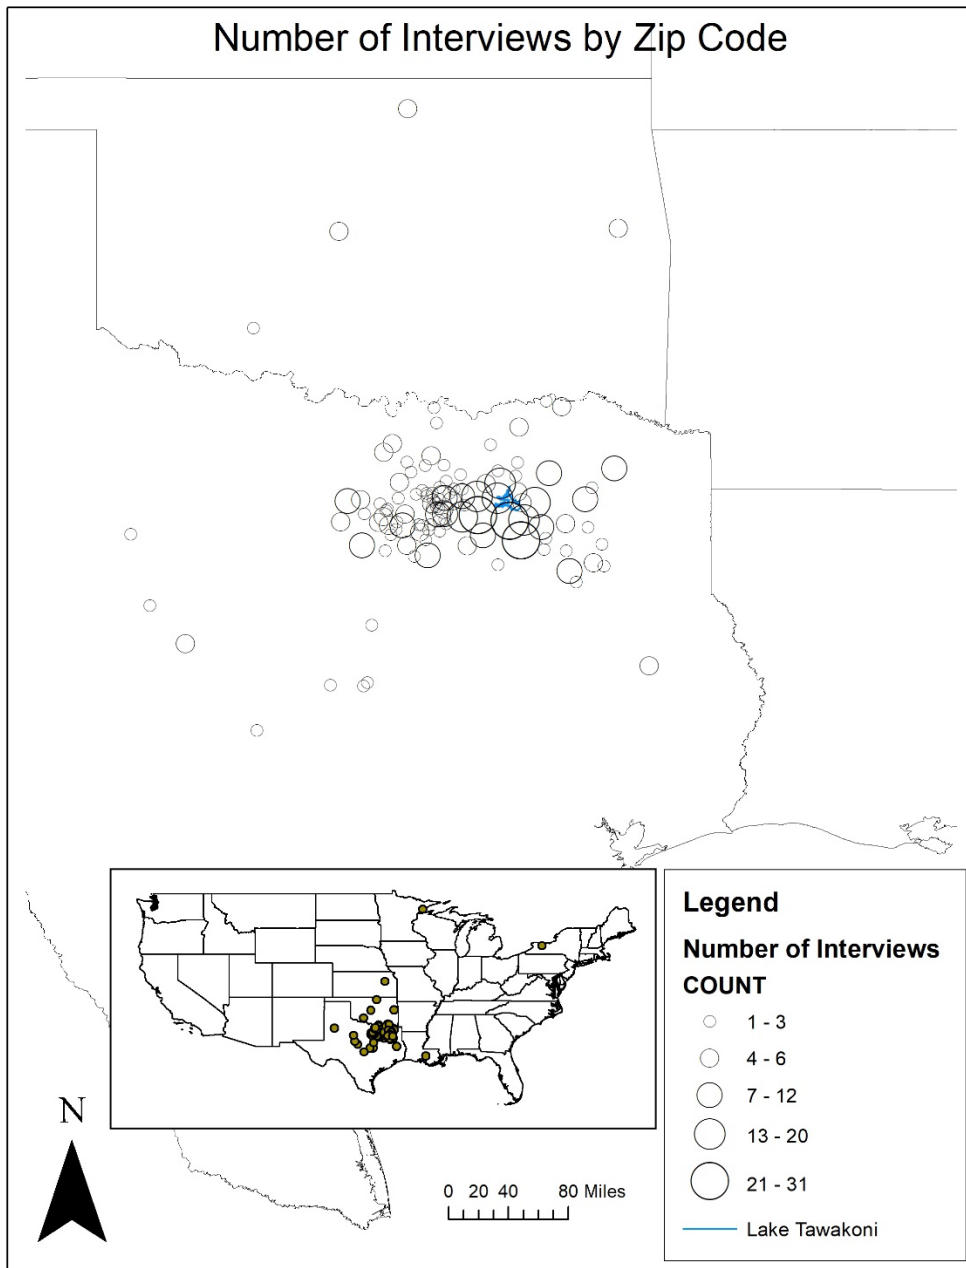 Number of Interviews by Zip Code
Legend
Number of Interviews
COUNT
1 - 3
4 - 6
7 - 12
13 - 20
21 - 31
Lake Tawakoni
N
0 20 40 80 Miles